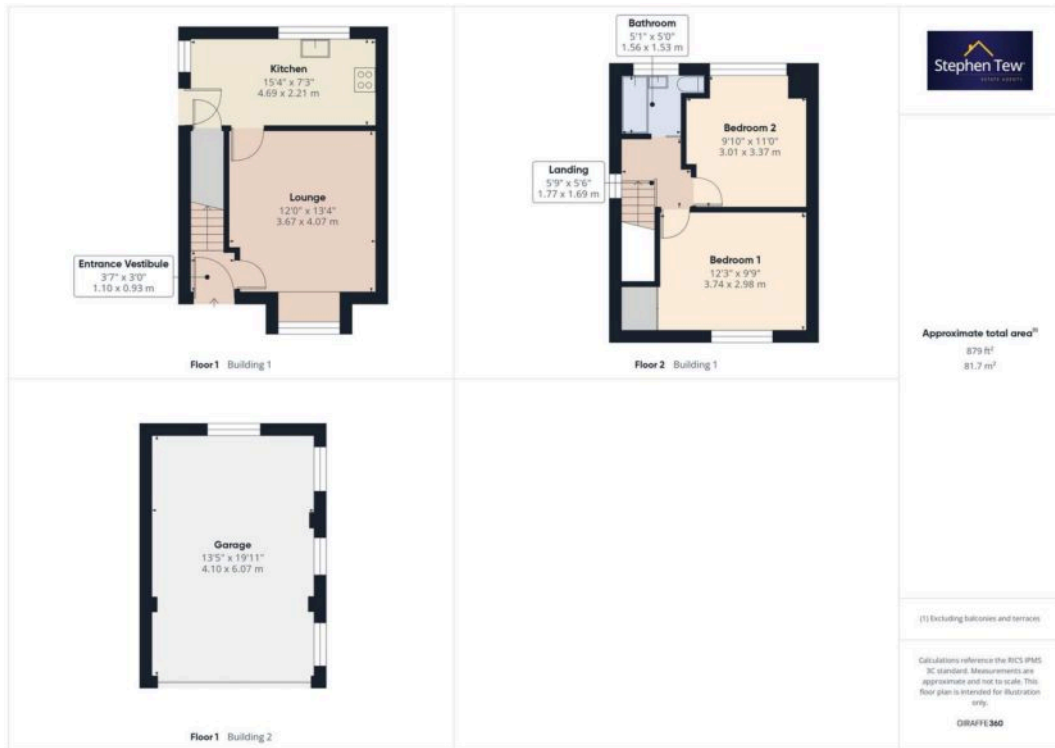 Kitchen
15'4" x 7'3"
4.69 x 2.21 m
Lounge
12'0" x 13'4"
3.67 x 4.07 m
Entrance Vestibule
3'7" x 3'0"
1.10 x 0.93 m
Floor 1 Building 1
Bathroom
5'1" x 5'0"
1.56 x 1.53 m
Bedroom 2
9'10" x 11'0"
3.01 x 3.37 m
Landing
5'9" x 5'6"
1.77 x 1.69 m
Bedroom 1
12'3" x 9'9"
3.74 x 2.98 m
Floor 2 Building 1
Garage
13'5" x 19'11"
4.10 x 6.07 m
Floor 1 Building 2
Stephen Tew
ESTATE AGENTS
Approximate total area(1)
879 ft²
81.7 m²
(1) Excluding balconies and terraces
Calculations reference the RICS IPMS
3C standard. Measurements are
approximate and not to scale. This
floor plan is intended for illustration
only.
GIRAFFE360